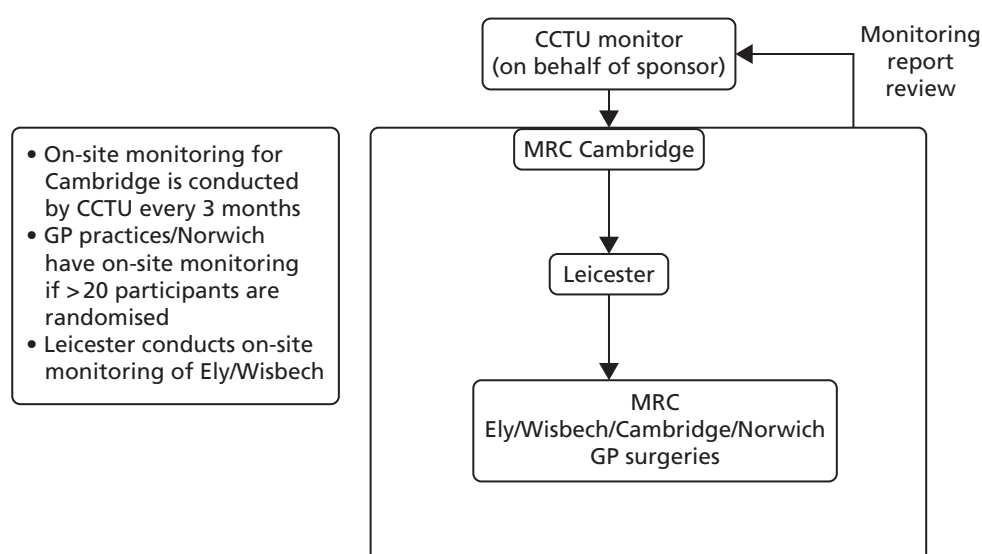 CCTU monitor
(on behalf of sponsor)
Monitoring
report
review
MRC Cambridge
• On-site monitoring for
Cambridge is conducted
by CCTU every 3 months
• GP practices/Norwich
have on-site monitoring
if >20 participants are
randomised
• Leicester conducts on-site
monitoring of Ely/Wisbech
Leicester
MRC
Ely/Wisbech/Cambridge/Norwich
GP surgeries